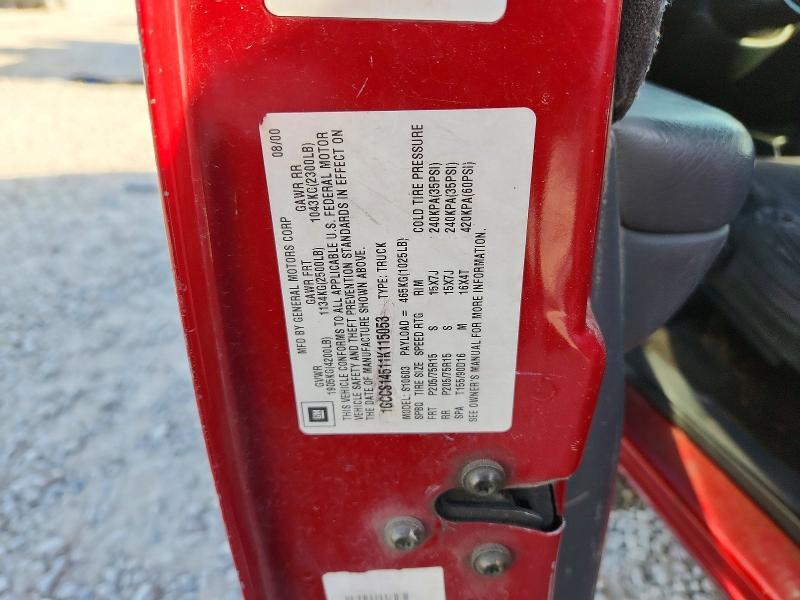 MFD BY GENERAL MOTORS CORP 08/00
GVWR GAWR FRT GAWR RR
1905KG(4200LB) 1134KG(2500LB) 1043KG(2300LB)
THIS VEHICLE CONFORMS TO ALL APPLICABLE U.S. FEDERAL MOTOR
VEHICLE SAFETY AND THEFT PREVENTION STANDARDS IN EFFECT ON
THE DATE OF MANUFACTURE SHOWN ABOVE.
1GCCS14511K115053 TYPE: TRUCK
MODEL: S10603 PAYLOAD = 465KG(1025LB)
SPBD TIRE SIZE SPEED RTG RIM COLD TIRE PRESSURE
FRT P205/75R15 S 15X7J 240KPA(35PSI)
RR P205/75R15 S 15X7J 240KPA(35PSI)
SPA T155/90D16 M 16X4T 420KPA(60PSI)
SEE OWNER'S MANUAL FOR MORE INFORMATION.
GM